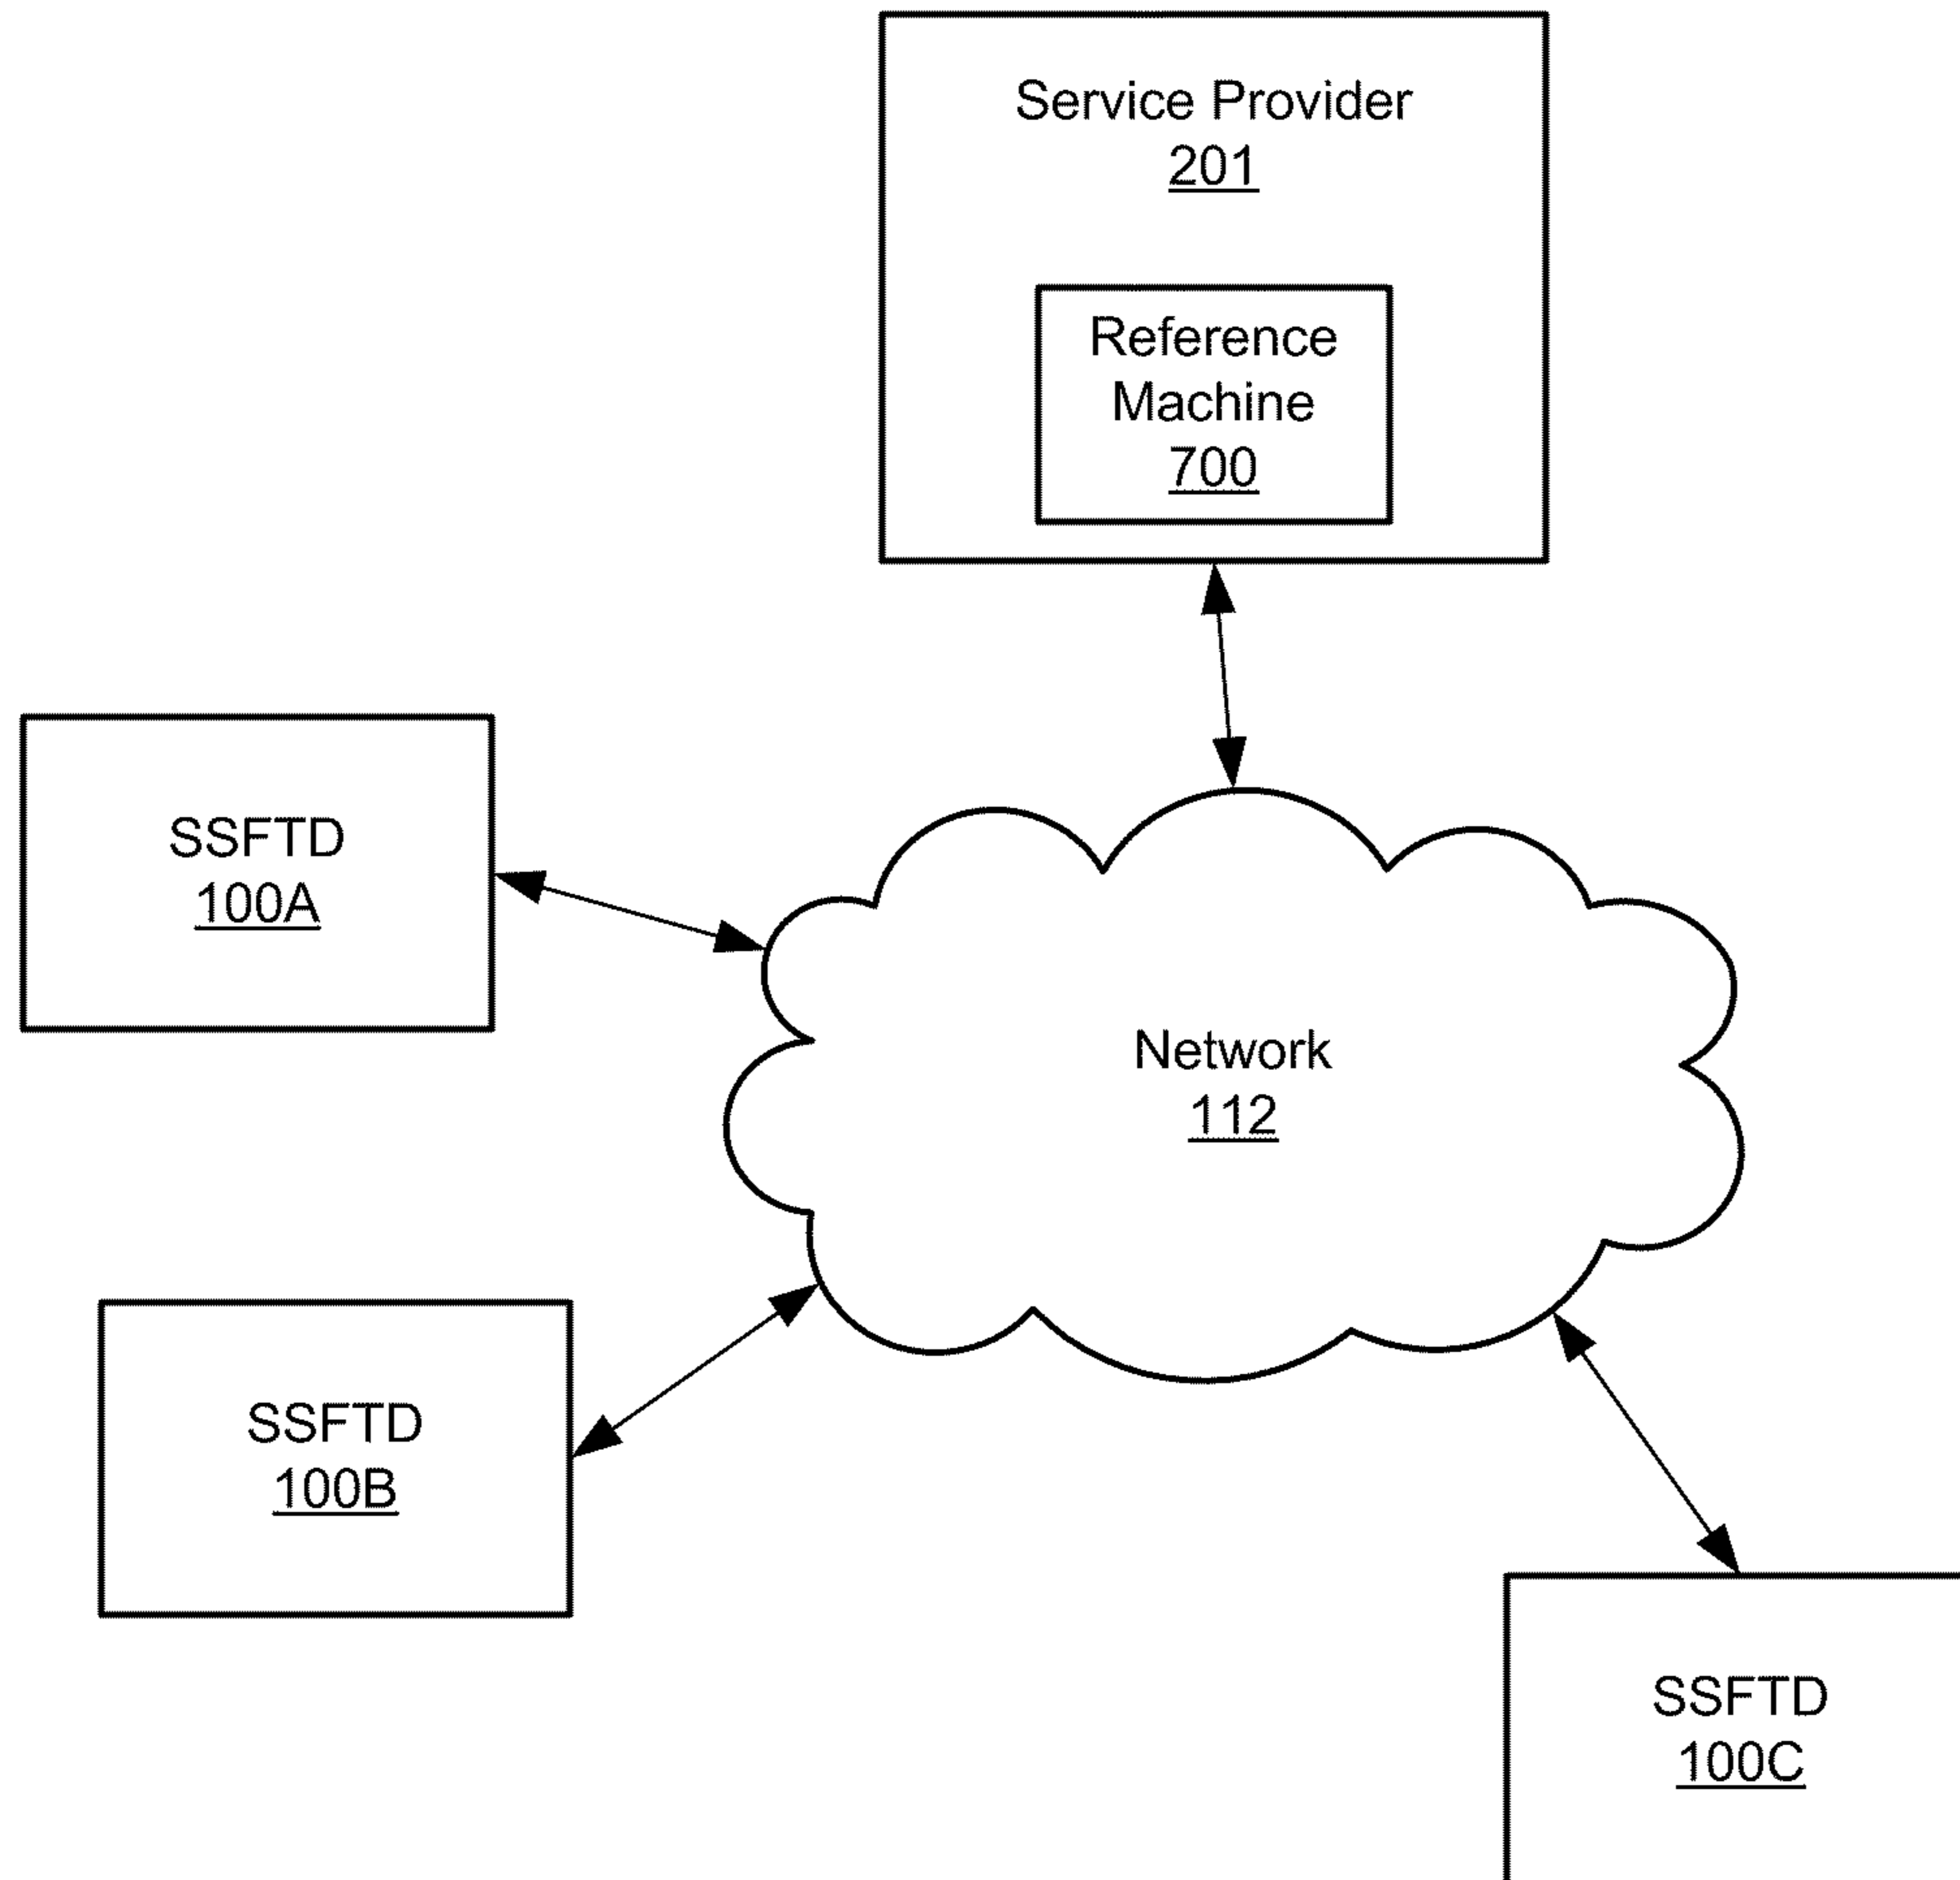 Service Provider
201
Reference
Machine
700
SSFTD
100A
Network
112
SSFTD
100B
SSFTD
100C